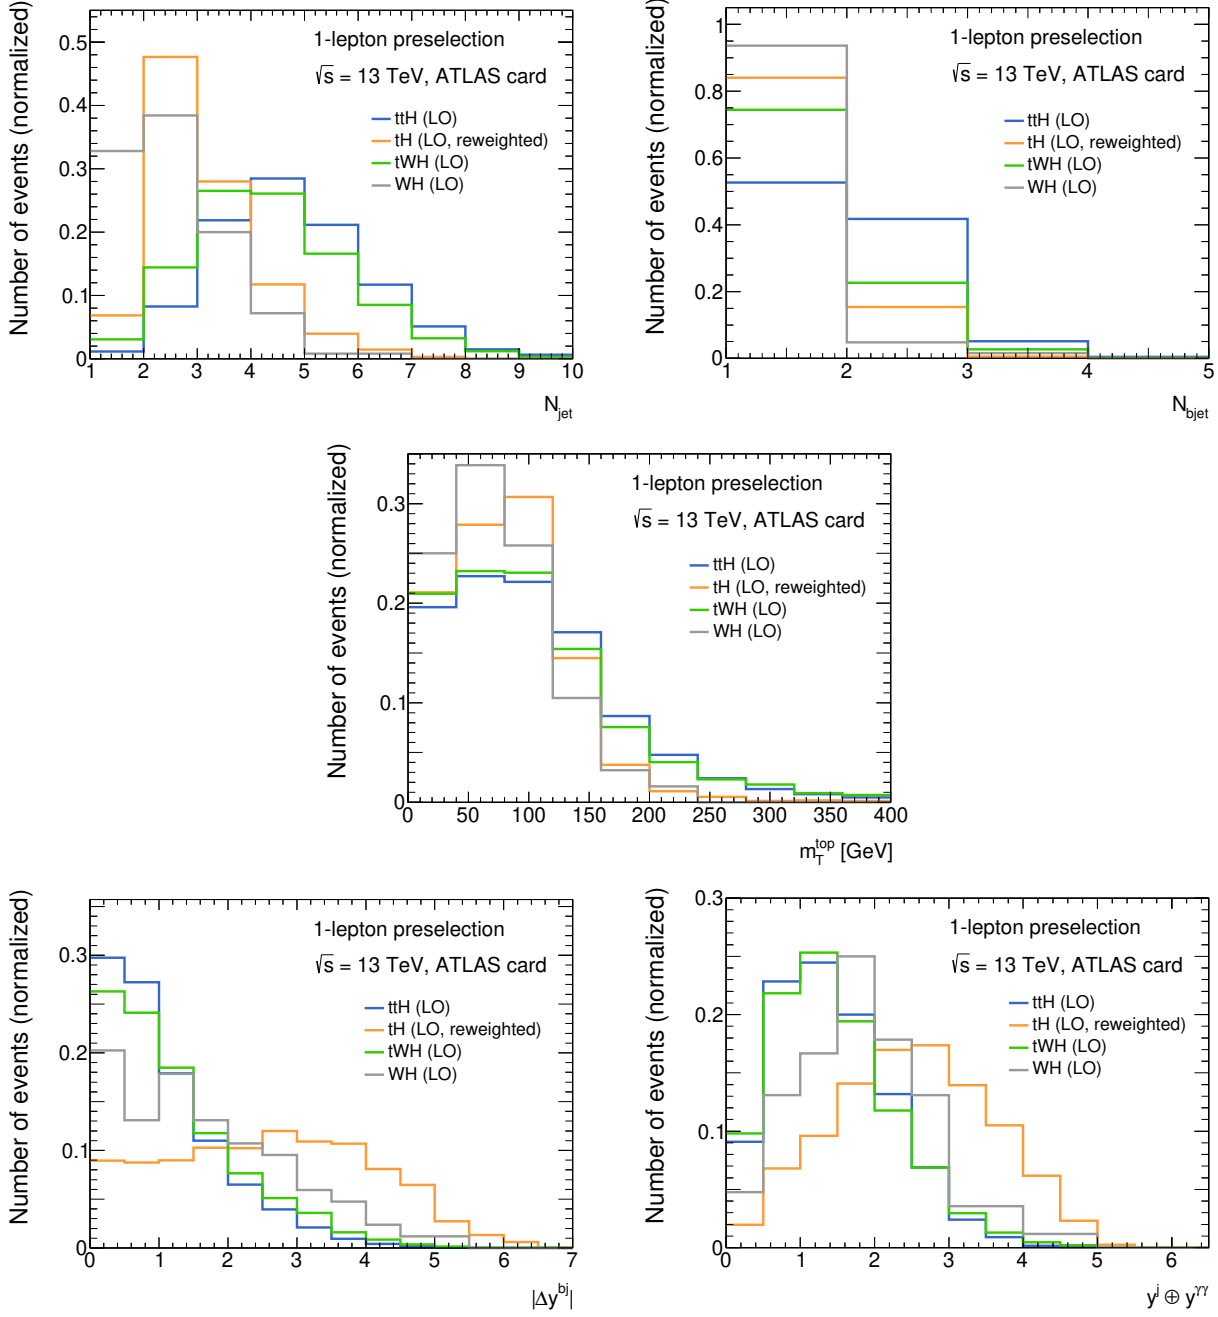 Number of events (normalized)
0.5
0.4
0.3
0.2
0.1
0
1 2 3 4 5 6 7 8 9 10
N_jet
1-lepton preselection
√s = 13 TeV, ATLAS card
ttH (LO)
tH (LO, reweighted)
tWH (LO)
WH (LO)
Number of events (normalized)
1
0.8
0.6
0.4
0.2
0
1 2 3 4 5
N_bjet
1-lepton preselection
√s = 13 TeV, ATLAS card
ttH (LO)
tH (LO, reweighted)
tWH (LO)
WH (LO)
Number of events (normalized)
0.3
0.2
0.1
0
0 50 100 150 200 250 300 350 400
m_T^top [GeV]
1-lepton preselection
√s = 13 TeV, ATLAS card
ttH (LO)
tH (LO, reweighted)
tWH (LO)
WH (LO)
Number of events (normalized)
0.3
0.2
0.1
0
0 1 2 3 4 5 6 7
|Δy^bj|
1-lepton preselection
√s = 13 TeV, ATLAS card
ttH (LO)
tH (LO, reweighted)
tWH (LO)
WH (LO)
Number of events (normalized)
0.3
0.2
0.1
0
0 1 2 3 4 5 6
y^j ⊕ y^γγ
1-lepton preselection
√s = 13 TeV, ATLAS card
ttH (LO)
tH (LO, reweighted)
tWH (LO)
WH (LO)